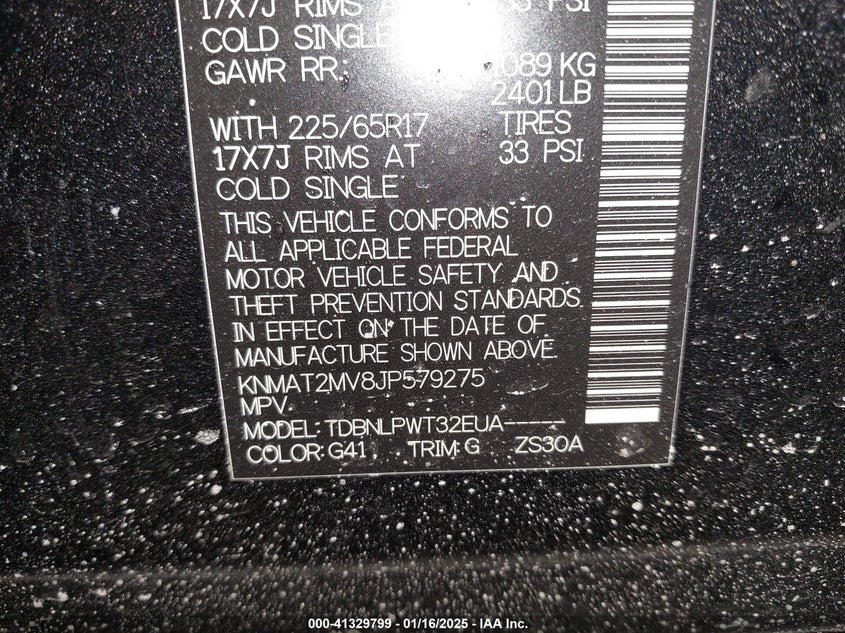 17X7J RIMS AT 33 PSI
COLD SINGLE
GAWR RR: 1089 KG
2401 LB
WITH 225/65R17 TIRES
17X7J RIMS AT 33 PSI
COLD SINGLE
THIS VEHICLE CONFORMS TO
ALL APPLICABLE FEDERAL
MOTOR VEHICLE SAFETY AND
THEFT PREVENTION STANDARDS
IN EFFECT ON THE DATE OF
MANUFACTURE SHOWN ABOVE.
KNMAT2MV8JP579275
MPV
MODEL: TDBNLPWT32EUA-----
COLOR: G41 TRIM: G ZS30A
000-41329799 - 01/16/2025 - IAA Inc.